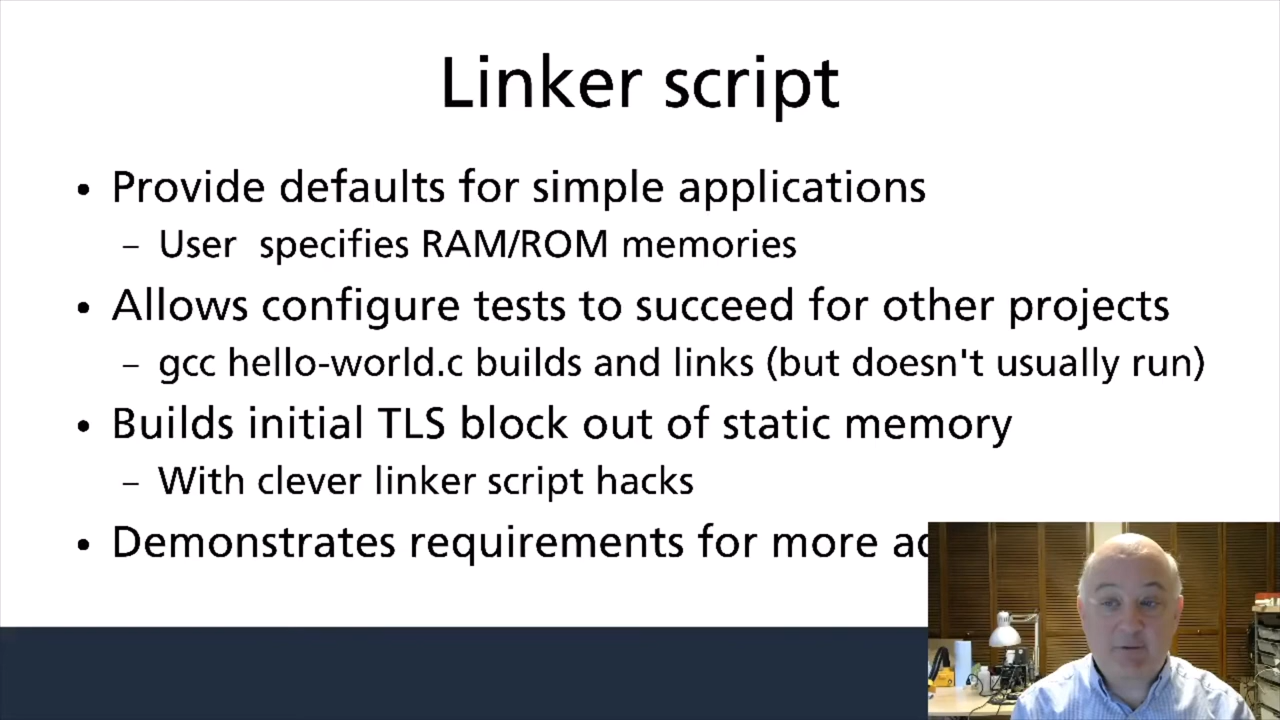 Linker script
• Provide defaults for simple applications
– User specifies RAM/ROM memories
• Allows configure tests to succeed for other projects
– gcc hello-world.c builds and links (but doesn't usually run)
• Builds initial TLS block out of static memory
– With clever linker script hacks
• Demonstrates requirements for more